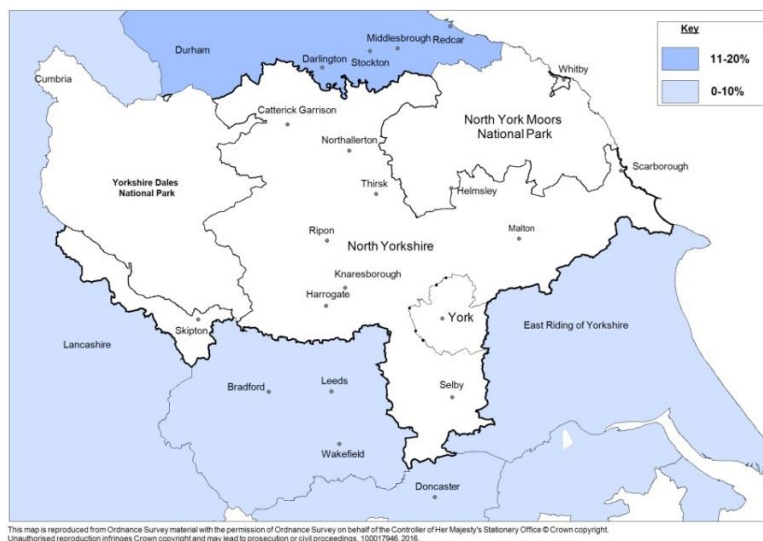 Key
11-20%
0-10%
Durham
Middlesbrough
Redcar
Darlington
Stockton
Whitby
Cumbria
Catterick Garrison
North York Moors
National Park
Northallerton
Scarborough
Yorkshire Dales
National Park
Thirsk
Helmsley
Ripon
North Yorkshire
Malton
Knaresborough
Harrogate
York
East Riding of Yorkshire
Skipton
Lancashire
Bradford
Leeds
Selby
Wakefield
Doncaster
This map is reproduced from Ordnance Survey material with the permission of Ordnance Survey on behalf of the Controller of Her Majesty's Stationery Office © Crown copyright.
Unauthorised reproduction infringes Crown copyright and may lead to prosecution or civil proceedings. 100017946, 2016.